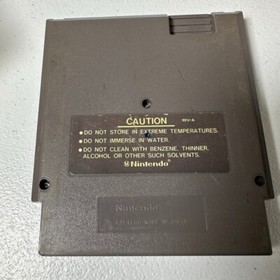 CAUTION REV-A
●DO NOT STORE IN EXTREME TEMPERATURES.
●DO NOT IMMERSE IN WATER.
●DO NOT CLEAN WITH BENZENE, THINNER,
ALCOHOL OR OTHER SUCH SOLVENTS.
Nintendo
Nintendo